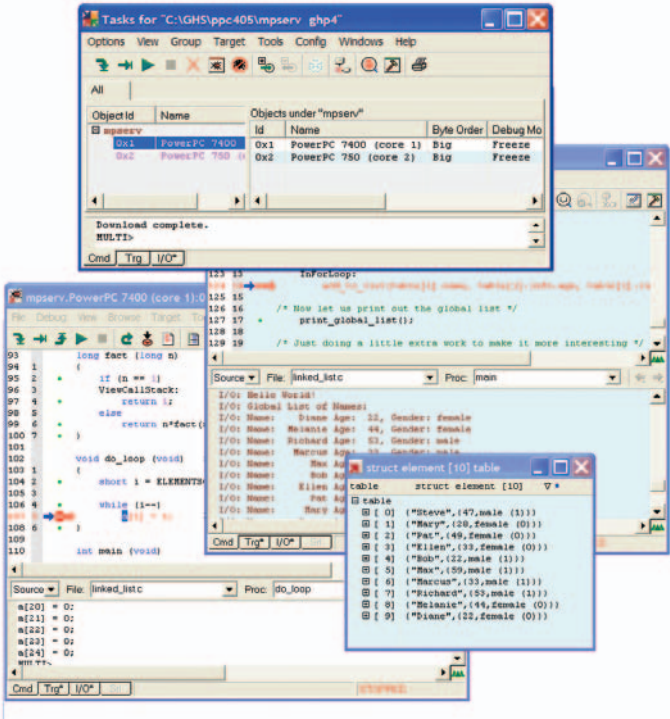 Tasks for "C:\GHS\ppc405\mpserv ghp4"
Options View Group Target Tools Config Windows Help
All
Object Id Name
mpserv
0x1 PowerPC 7400
0x2 PowerPC 750
Objects under "mpserv"
Id Name Byte Order Debug Mo
0x1 PowerPC 7400 (core 1) Big Freeze
0x2 PowerPC 750 (core 2) Big Freeze
Download complete.
MULTI>
Cmd Trg I/O*
123 13 InForLoop:
125 15
126 16 /* Now let us print out the global list */
127 17 print_global_list();
128 18
129 19 /* Just doing a little extra work to make it more interesting */
Source File: linked_list.c Proc: main
I/O: Hello World!
I/O: Global List of Names:
I/O: Name: Diane Age: 22, Gender: female
I/O: Name: Melanie Age: 44, Gender: female
I/O: Name: Richard Age: 53, Gender: male
I/O: Name: Marcus Age: 33, Gender: male
I/O: Name: Max
I/O: Name: Bob
I/O: Name: Ellen
I/O: Name: Pat
I/O: Name: Mary
Cmd Trg* I/O*
mpserv.PowerPC 7400 (core 1):0
File Debug View Browse Target To
93 long fact (long n)
94 1 {
95 2 if (n == 1)
96 3 ViewCallStack:
97 4 return 1;
98 5 else
99 6 return n*fact(
100 7 }
101
102 void do_loop (void)
103 1 {
104 2 short i = ELEMENTS
105 3
106 4 while (i--)
108 6 }
109
110 int main (void)
Source File: linked_list.c Proc: do_loop
a[20] = 0;
a[21] = 0;
a[22] = 0;
a[23] = 0;
a[24] = 0;
MULTI>
Cmd Trg* I/O*
STOPPED
struct element [10] table
table struct element [10]
table
[ 0] ("Steve",(47,male (1)))
[ 1] ("Mary",(28,female (0)))
[ 2] ("Pat",(49,female (0)))
[ 3] ("Ellen",(33,female (0)))
[ 4] ("Bob",(22,male (1)))
[ 5] ("Max",(59,male (1)))
[ 6] ("Marcus",(33,male (1)))
[ 7] ("Richard",(53,male (1)))
[ 8] ("Melanie",(44,female (0)))
[ 9] ("Diane",(22,female (0)))